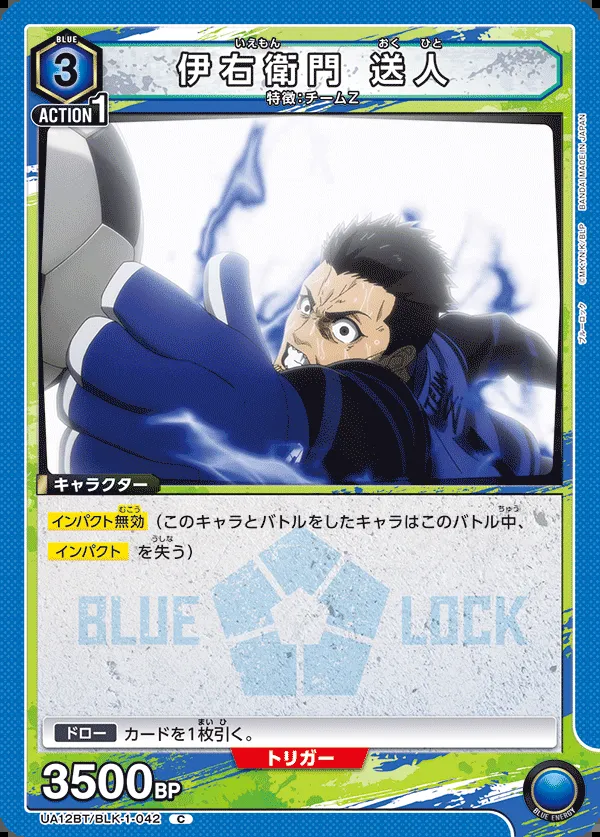 BLUE
3
いえもん おく ひと
伊右衛門 送人
特徴：チームZ
ACTION 1
©MK・YN,K/BLP BANDAI MADE IN JAPAN
ブルーロック
TEAM
Z
キャラクター
むこう ちゅう
インパクト無効（このキャラとバトルをしたキャラはこのバトル中、
うしな
インパクト を失う）
BLUE LOCK
まい ひ
ドロー カードを1枚引く。
トリガー
3500BP
UA12BT/BLK-1-042 C
BLUE ENERGY